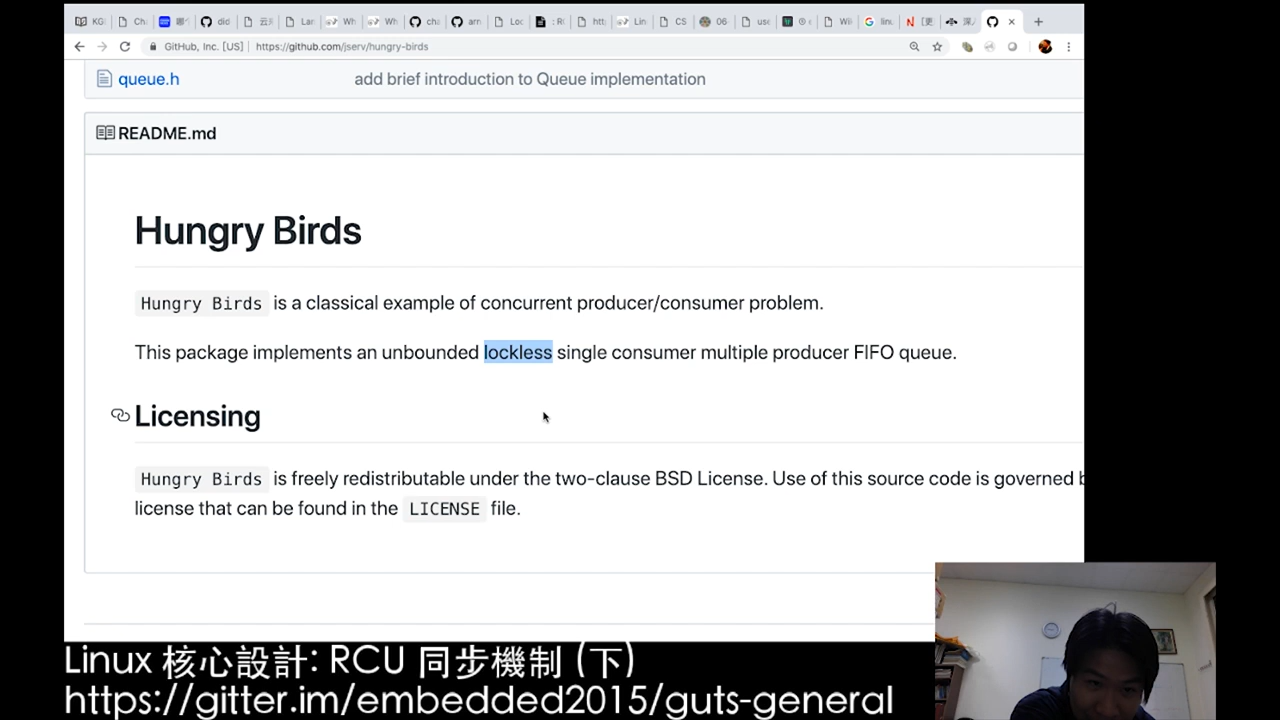 GitHub, Inc. [US] | https://github.com/jserv/hungry-birds
queue.h add brief introduction to Queue implementation
README.md
Hungry Birds
Hungry Birds is a classical example of concurrent producer/consumer problem.
This package implements an unbounded lockless single consumer multiple producer FIFO queue.
Licensing
Hungry Birds is freely redistributable under the two-clause BSD License. Use of this source code is governed
license that can be found in the LICENSE file.
Linux 核心設計: RCU 同步機制 (下)
https://gitter.im/embedded2015/guts-general